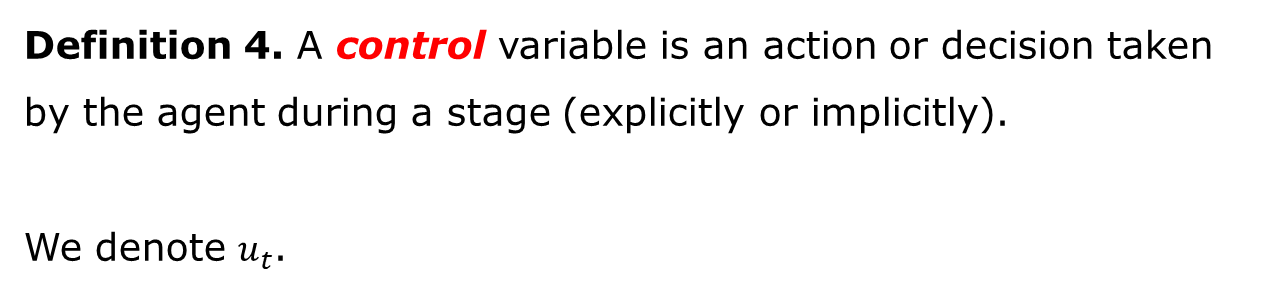 Definition 4. A control variable is an action or decision taken
by the agent during a stage (explicitly or implicitly).
We denote $u_t$.